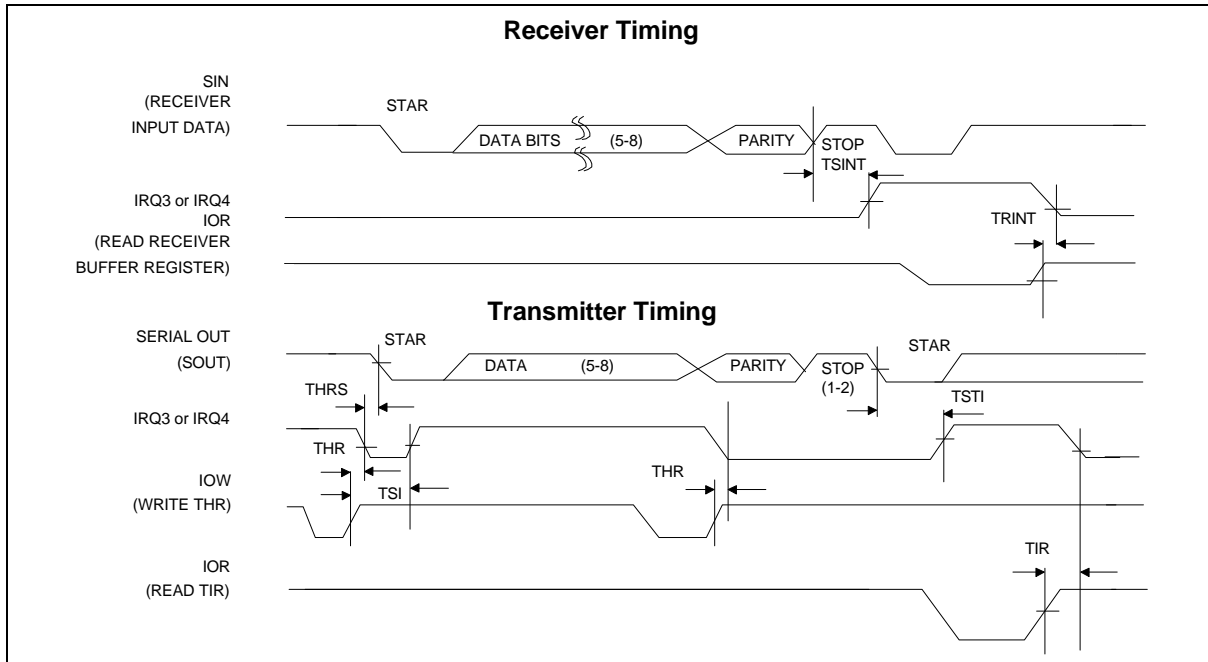 Receiver Timing
SIN
(RECEIVER
INPUT DATA)
STAR
DATA BITS (5-8)
PARITY
STOP
TSINT
IRQ3 or IRQ4
IOR
(READ RECEIVER
BUFFER REGISTER)
TRINT
Transmitter Timing
SERIAL OUT
(SOUT)
STAR
DATA (5-8)
PARITY
STOP
(1-2)
STAR
THRS
TSTI
IRQ3 or IRQ4
THR
THR
IOW
(WRITE THR)
TSI
TIR
IOR
(READ TIR)